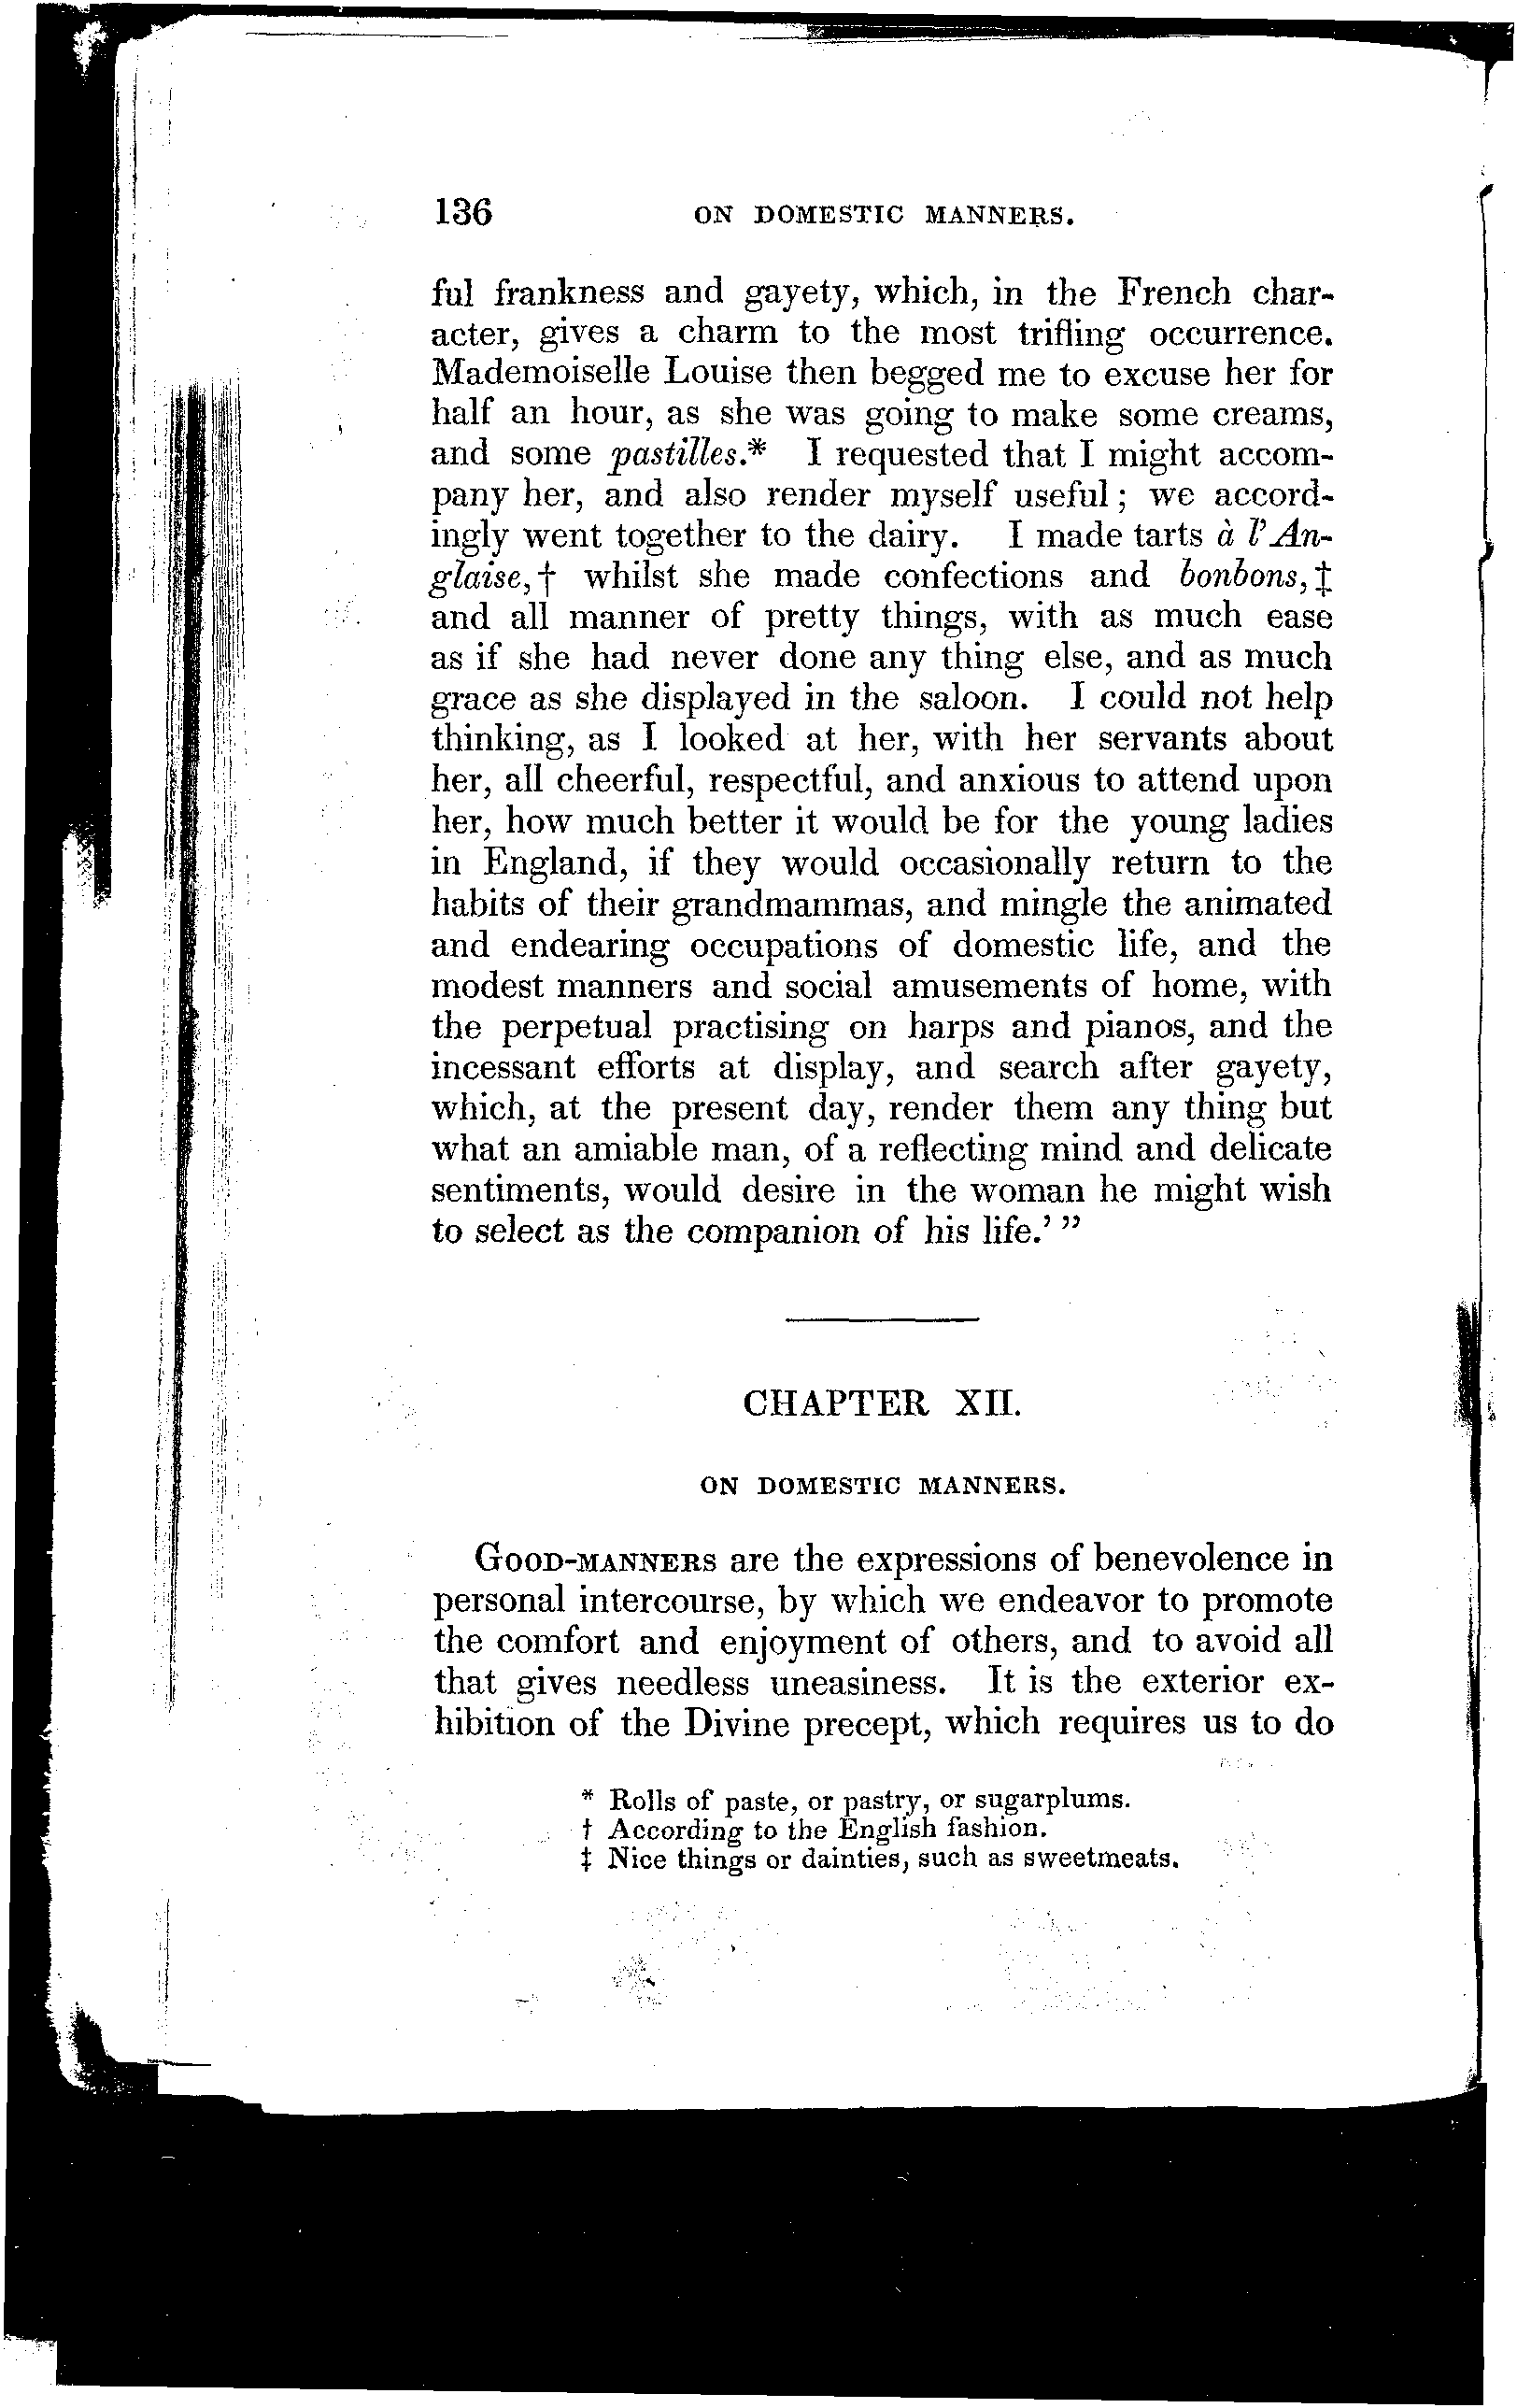 136 ON DOMESTIC MANNERS.
ful frankness and gayety, which, in the French char-
acter, gives a charm to the most trifling occurrence.
Mademoiselle Louise then begged me to excuse her for
half an hour, as she was going to make some creams,
and some pastilles.* I requested that I might accom-
pany her, and also render myself useful; we accord-
ingly went together to the dairy. I made tarts à l'An-
glaise,† whilst she made confections and bonbons,‡
and all manner of pretty things, with as much ease
as if she had never done any thing else, and as much
grace as she displayed in the saloon. I could not help
thinking, as I looked at her, with her servants about
her, all cheerful, respectful, and anxious to attend upon
her, how much better it would be for the young ladies
in England, if they would occasionally return to the
habits of their grandmammas, and mingle the animated
and endearing occupations of domestic life, and the
modest manners and social amusements of home, with
the perpetual practising on harps and pianos, and the
incessant efforts at display, and search after gayety,
which, at the present day, render them any thing but
what an amiable man, of a reflecting mind and delicate
sentiments, would desire in the woman he might wish
to select as the companion of his life.' ”
CHAPTER XII.
ON DOMESTIC MANNERS.
GOOD-MANNERS are the expressions of benevolence in
personal intercourse, by which we endeavor to promote
the comfort and enjoyment of others, and to avoid all
that gives needless uneasiness. It is the exterior ex-
hibition of the Divine precept, which requires us to do
* Rolls of paste, or pastry, or sugarplums.
† According to the English fashion.
‡ Nice things or dainties, such as sweetmeats.